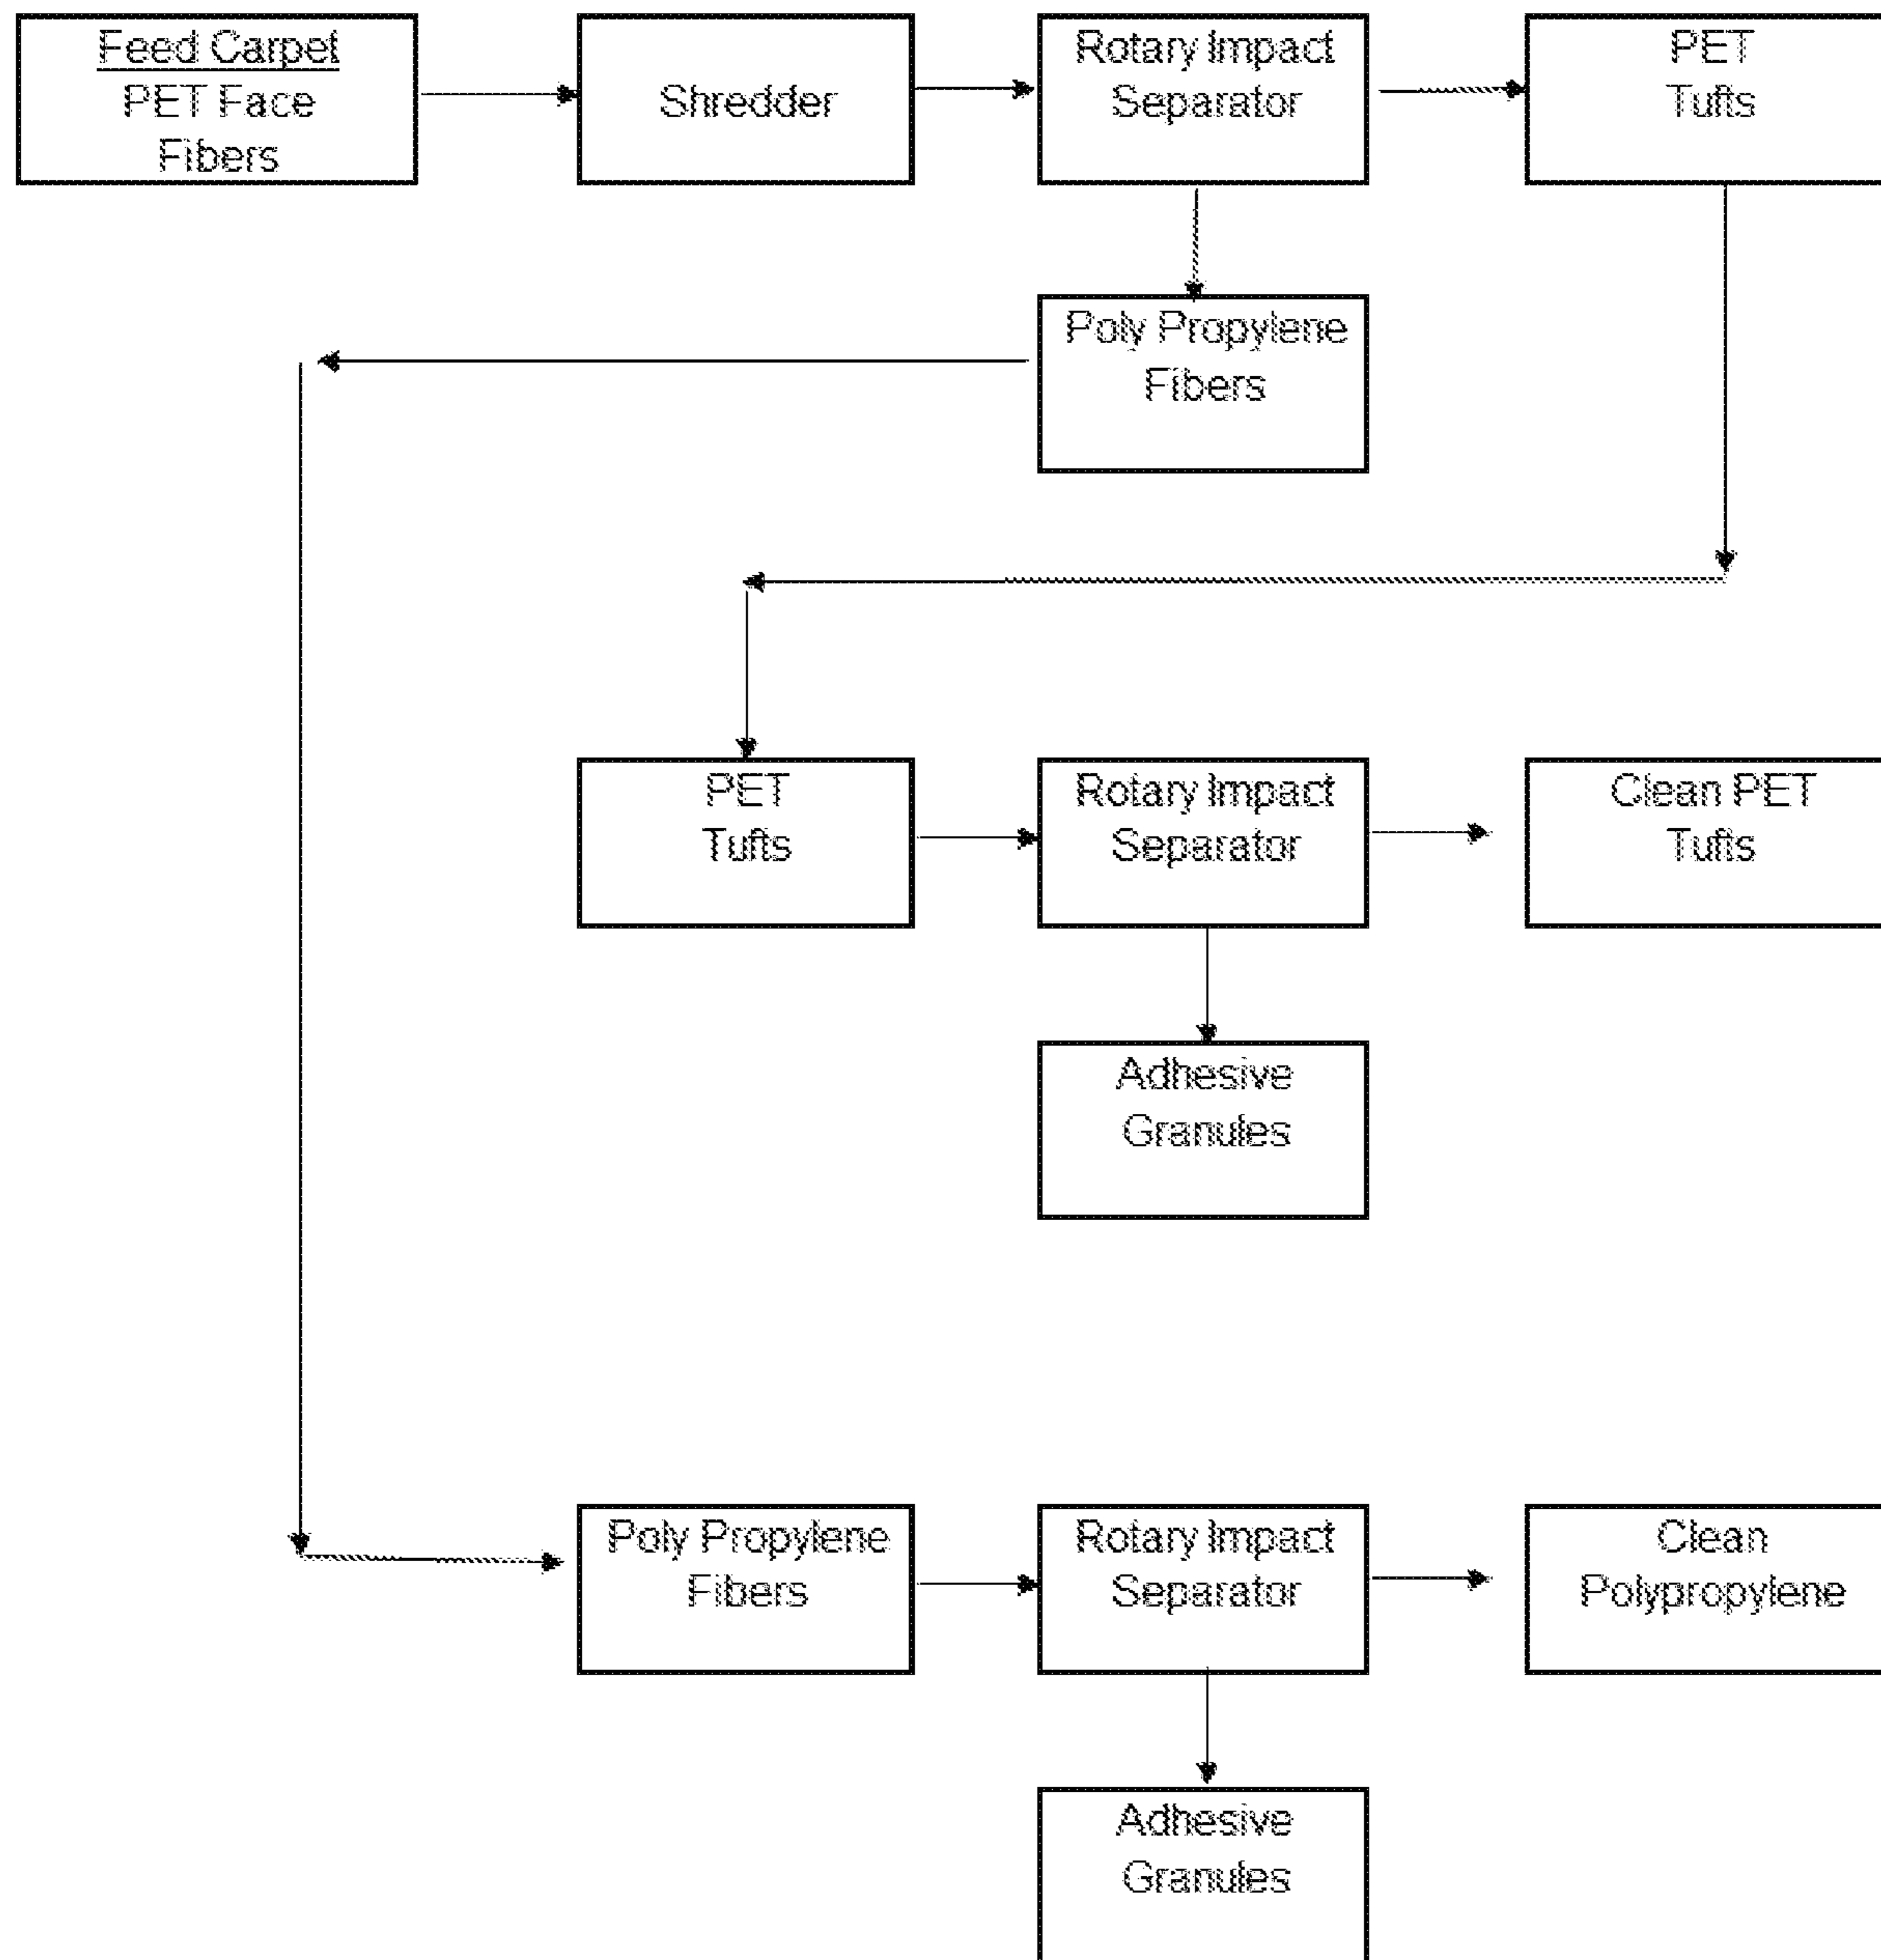 Feed Carpet
PET Face
Fibers
Shredder
Rotary Impact
Separator
PET
Tufts
Poly Propylene
Fibers
PET
Tufts
Rotary Impact
Separator
Clean PET
Tufts
Adhesive
Granules
Poly Propylene
Fibers
Rotary Impact
Separator
Clean
Polypropylene
Adhesive
Granules